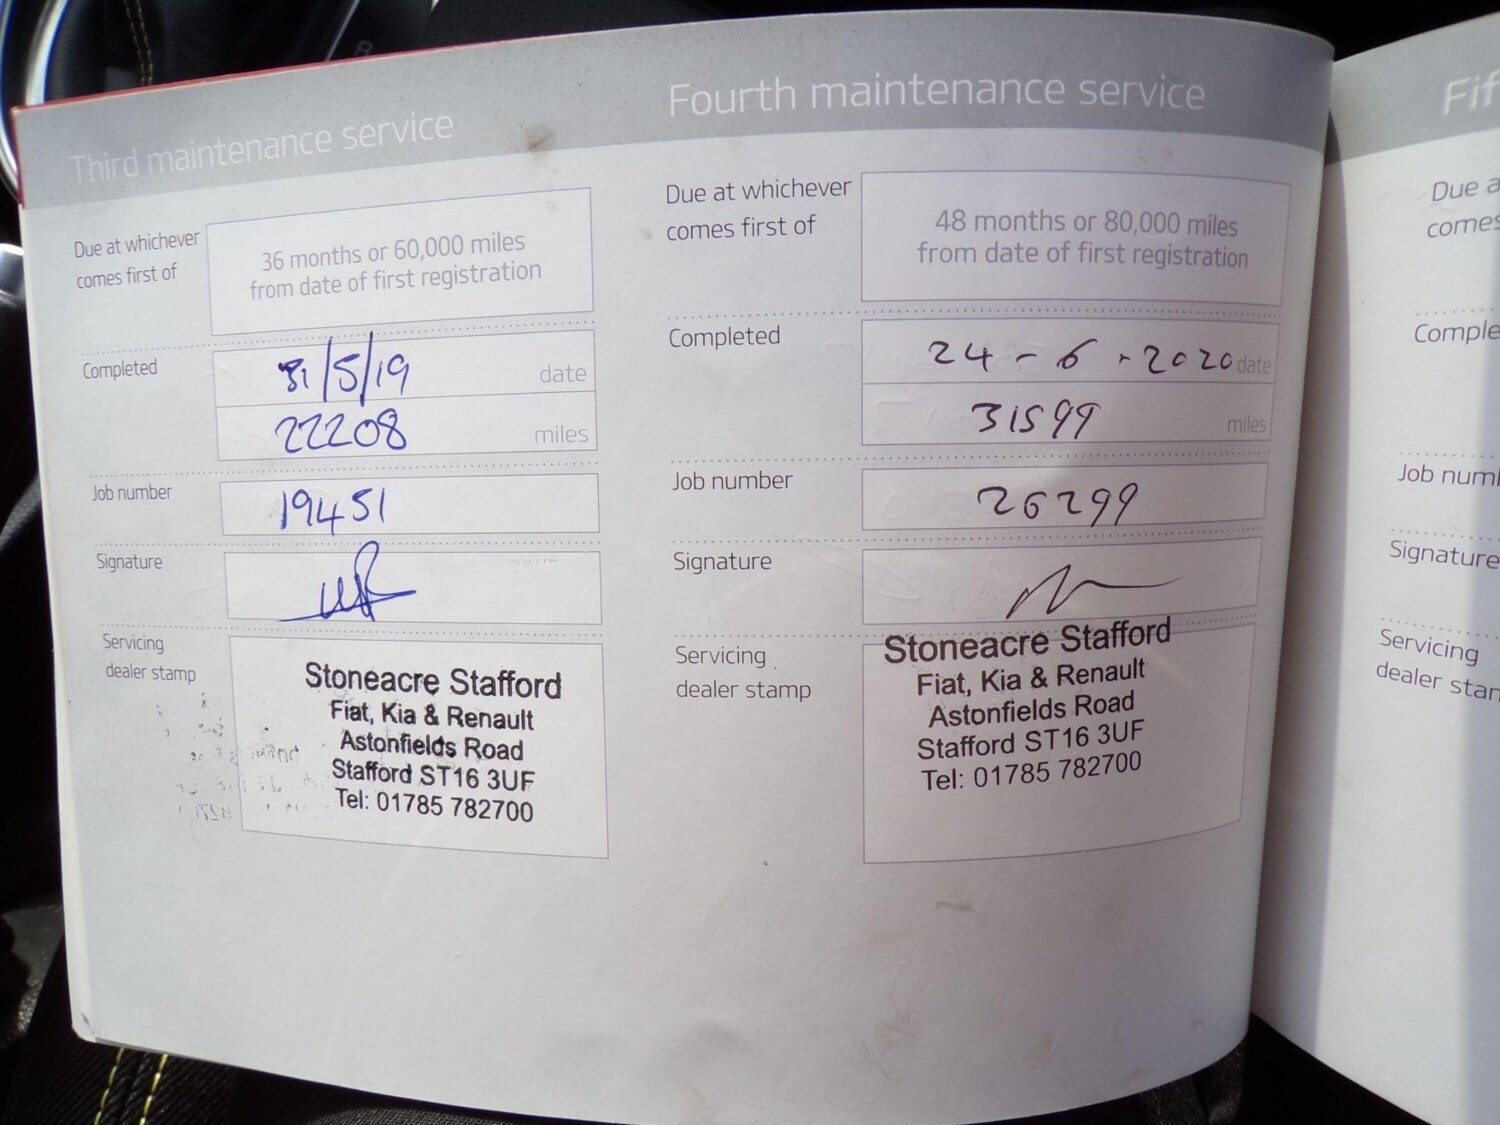 Third maintenance service
Due at whichever
comes first of
36 months or 60,000 miles
from date of first registration
Completed
31/5/19 date
22208 miles
Job number
19451
Signature
Servicing
dealer stamp
Stoneacre Stafford
Fiat, Kia & Renault
Astonfields Road
Stafford ST16 3UF
Tel: 01785 782700
Fourth maintenance service
Due at whichever
comes first of
48 months or 80,000 miles
from date of first registration
Completed
24-6-2020 date
31599 miles
Job number
26299
Signature
Servicing
dealer stamp
Stoneacre Stafford
Fiat, Kia & Renault
Astonfields Road
Stafford ST16 3UF
Tel: 01785 782700
Due
comes
Job
Signature
Servicing
dealer
R